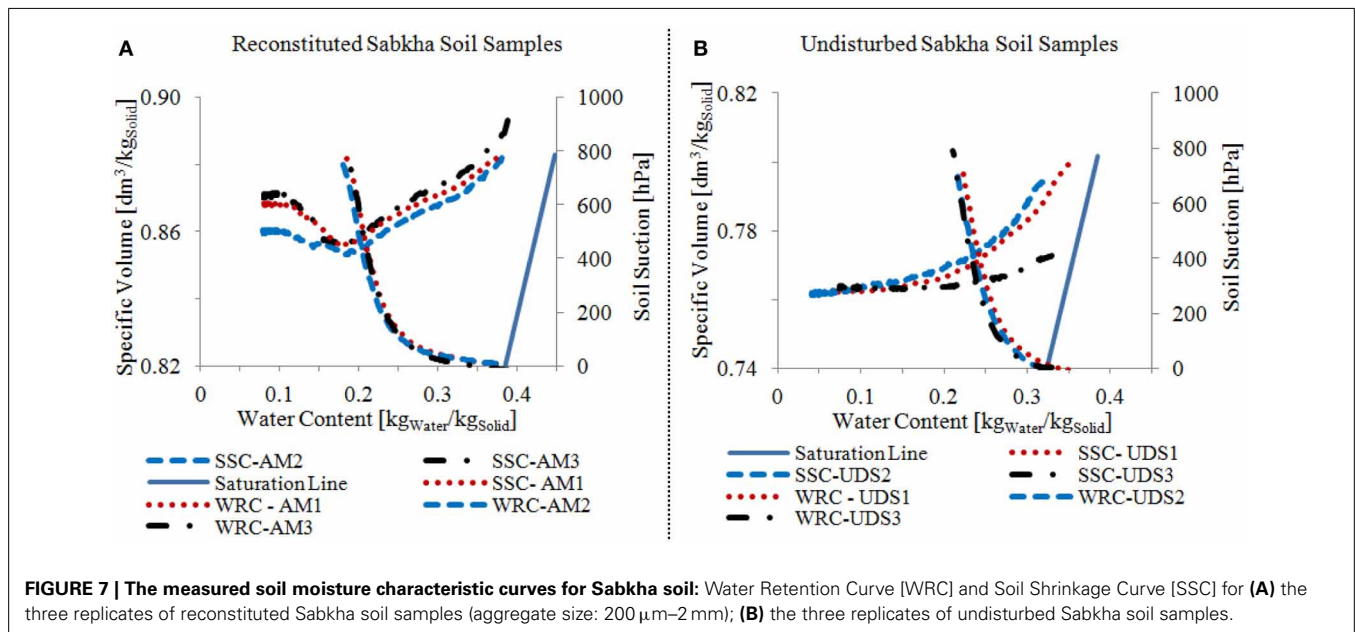 A
Reconstituted Sabkha Soil Samples
Specific Volume [dm³/kgSolid]
0.90
0.86
0.82
1000
800
600
400
200
0
Soil Suction [hPa]
0
0.1
0.2
0.3
0.4
Water Content [kgWater/kgSolid]
SSC-AM2
SSC-AM3
Saturation Line
SSC- AM1
WRC - AM1
WRC-AM2
WRC-AM3
B
Undisturbed Sabkha Soil Samples
Specific Volume [dm³/kgSolid]
0.82
0.78
0.74
1000
800
600
400
200
0
Soil Suction [hPa]
0
0.1
0.2
0.3
0.4
Water Content [kgWater/kgSolid]
Saturation Line
SSC- UDS1
SSC-UDS2
SSC-UDS3
WRC - UDS1
WRC-UDS2
WRC-UDS3
FIGURE 7 | The measured soil moisture characteristic curves for Sabkha soil: Water Retention Curve [WRC] and Soil Shrinkage Curve [SSC] for (A) the
three replicates of reconstituted Sabkha soil samples (aggregate size: 200 μm–2 mm); (B) the three replicates of undisturbed Sabkha soil samples.